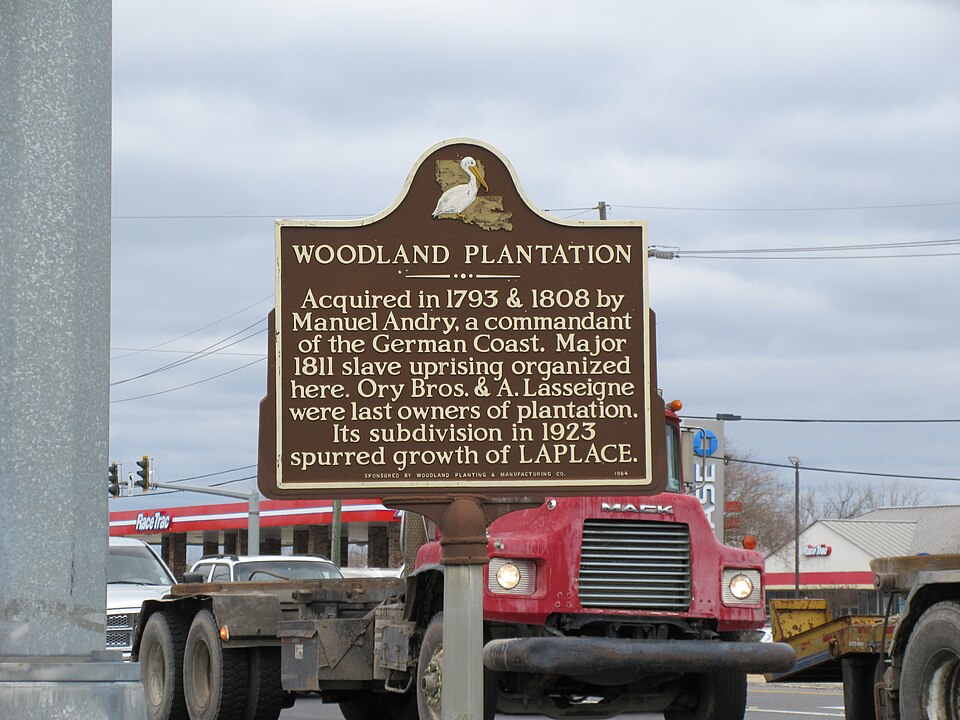 WOODLAND PLANTATION
Acquired in 1793 & 1808 by
Manuel Andry, a commandant
of the German Coast. Major
1811 slave uprising organized
here. Ory Bros. & A. Lasseigne
were last owners of plantation.
Its subdivision in 1923
spurred growth of LAPLACE.
SPONSORED BY WOODLAND PLANTING & MANUFACTURING CO. 1984
RaceTrac
MACK
ASE
RaceTrac